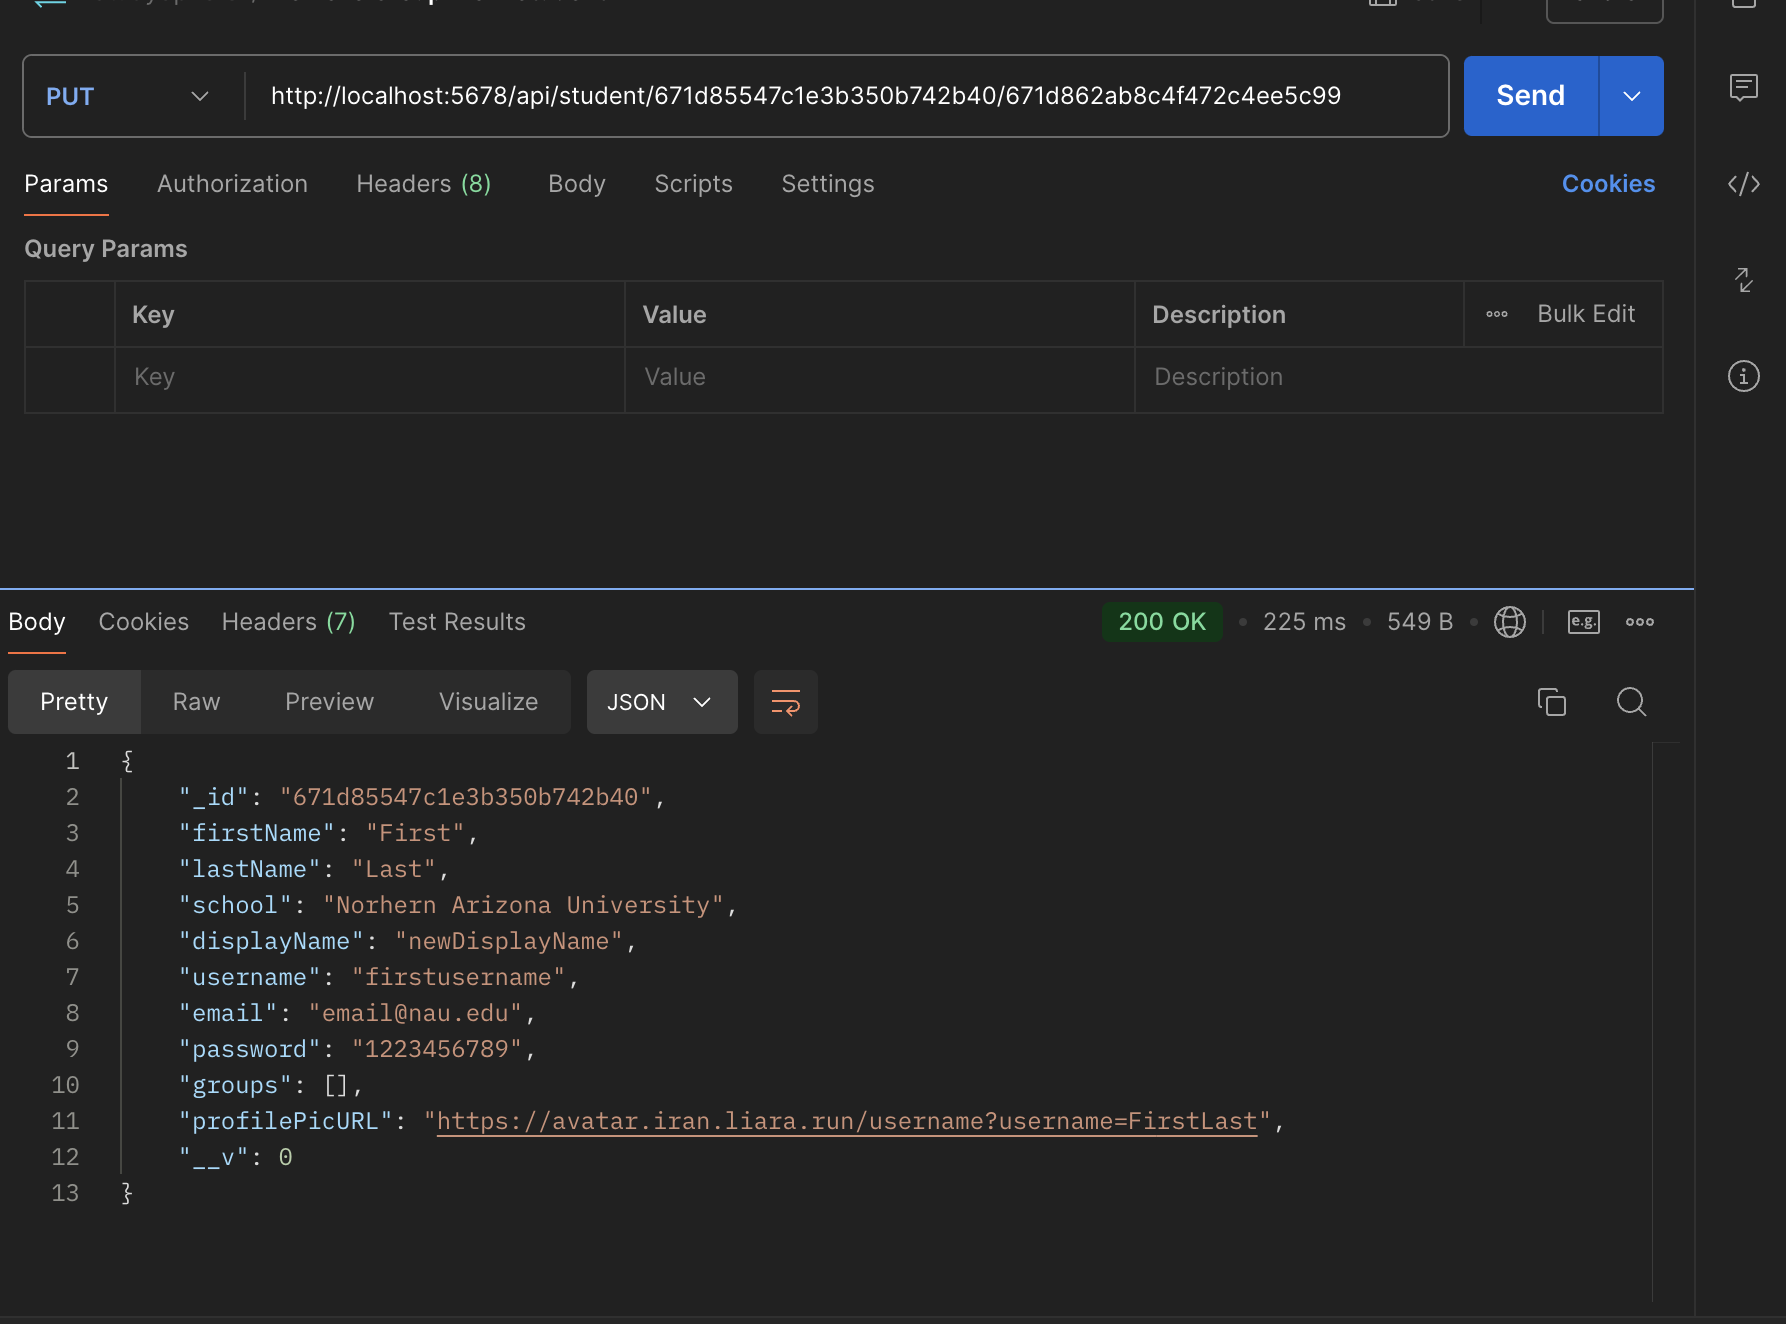 PUT
http://localhost:5678/api/student/671d85547c1e3b350b742b40/671d862ab8c4f472c4ee5c99
Send
Params Authorization Headers (8) Body Scripts Settings Cookies
Query Params
Key Value Description ooo Bulk Edit
Key Value Description
Body Cookies Headers (7) Test Results 200 OK • 225 ms • 549 B • e.g. ooo
Pretty Raw Preview Visualize JSON
1 {
2 "_id": "671d85547c1e3b350b742b40",
3 "firstName": "First",
4 "lastName": "Last",
5 "school": "Norhern Arizona University",
6 "displayName": "newDisplayName",
7 "username": "firstusername",
8 "email": "email@nau.edu",
9 "password": "1223456789",
10 "groups": [],
11 "profilePicURL": "https://avatar.iran.liara.run/username?username=FirstLast",
12 "__v": 0
13 }